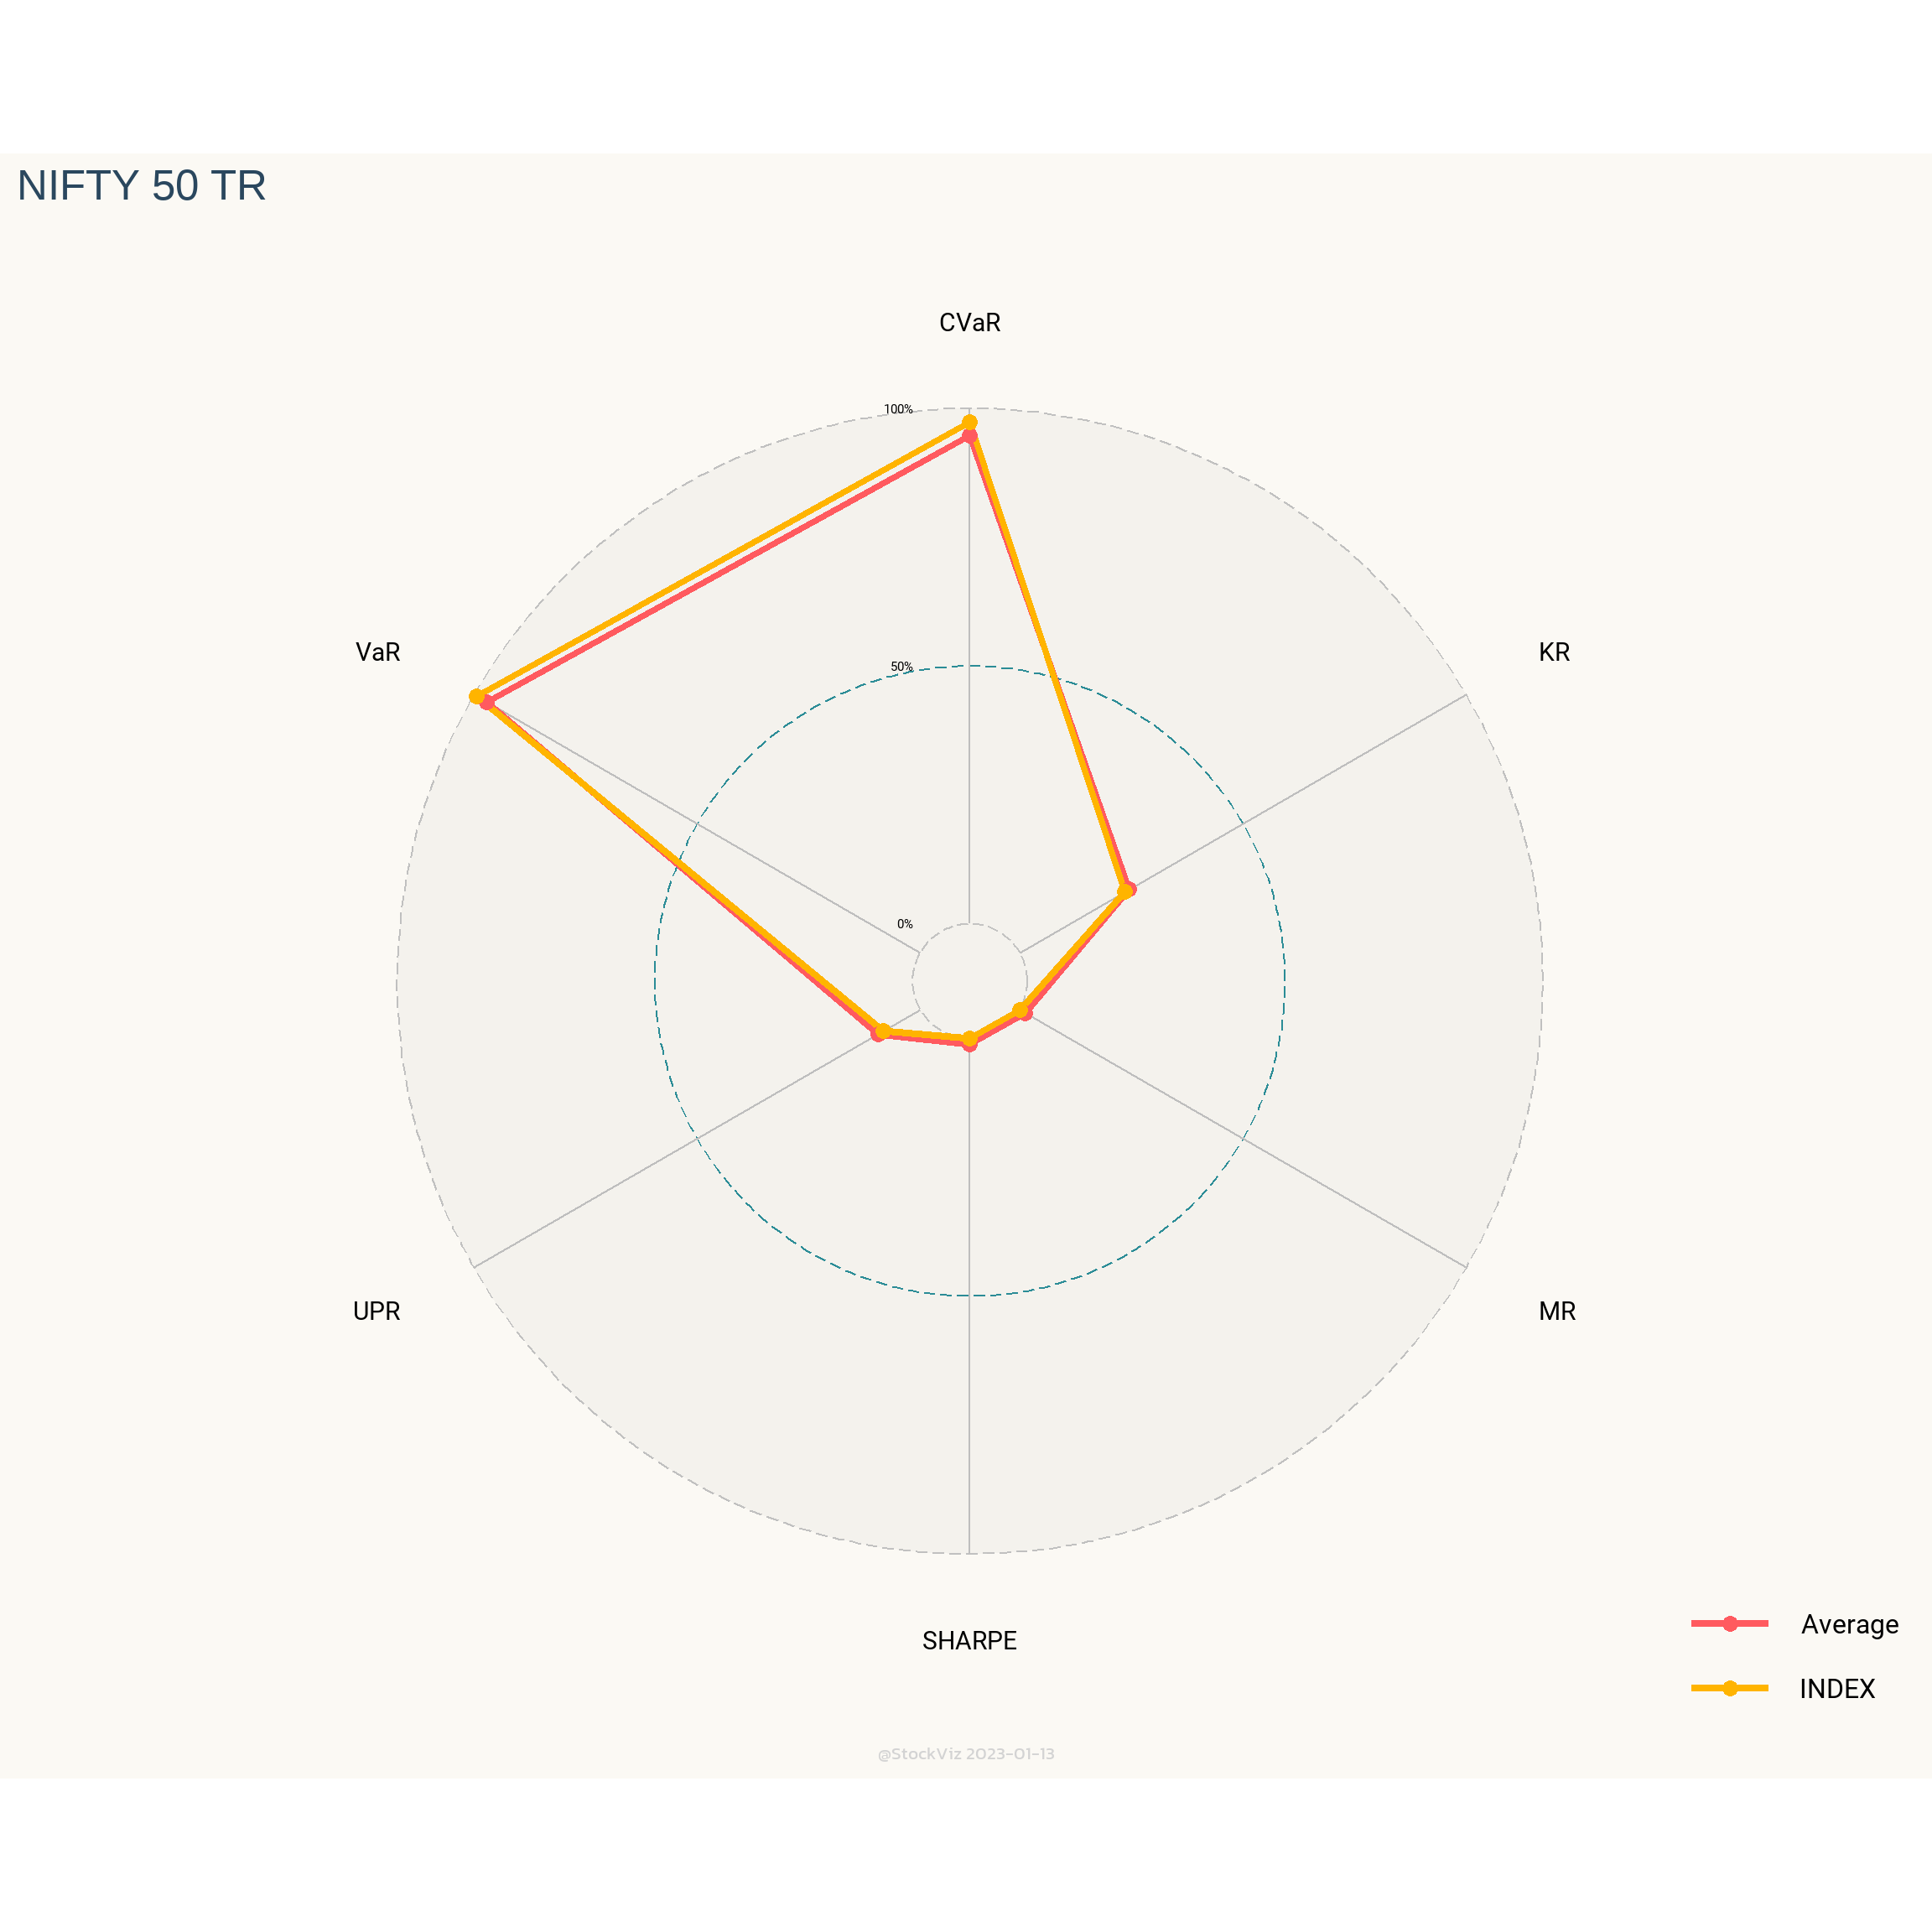 NIFTY 50 TR
CVaR
100%
KR
VaR
50%
0%
UPR
MR
SHARPE
Average
INDEX
@StockViz 2023-01-13